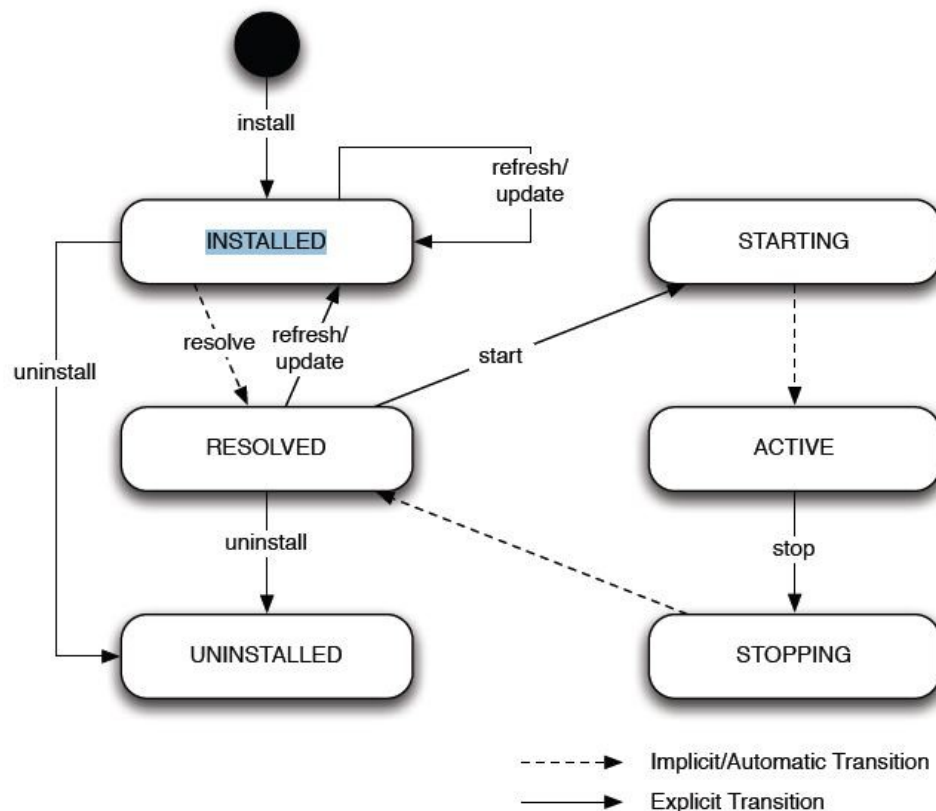 install
refresh/
update
INSTALLED
STARTING
resolve
refresh/
update
start
uninstall
RESOLVED
ACTIVE
uninstall
stop
UNINSTALLED
STOPPING
Implicit/Automatic Transition
Explicit Transition